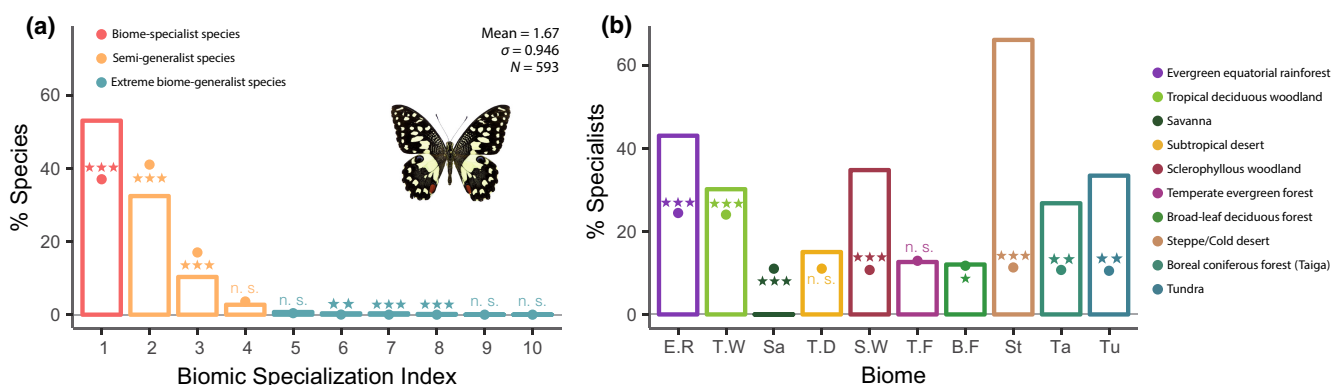 (a)
Biome-specialist species
Semi-generalist species
Extreme biome-generalist species
Mean = 1.67
σ = 0.946
N = 593
% Species
60
40
20
0
★★★
★★★
★★★
n. s.
n. s.
★★
★★★
★★★
n. s.
n. s.
1 2 3 4 5 6 7 8 9 10
Biomic Specialization Index
(b)
% Specialists
60
40
20
0
★★★
★★★
★★★
n. s.
★★★
n. s.
★
★★★
★★
★★
E.R T.W Sa T.D S.W T.F B.F St Ta Tu
Biome
Evergreen equatorial rainforest
Tropical deciduous woodland
Savanna
Subtropical desert
Sclerophyllous woodland
Temperate evergreen forest
Broad-leaf deciduous forest
Steppe/Cold desert
Boreal coniferous forest (Taiga)
Tundra